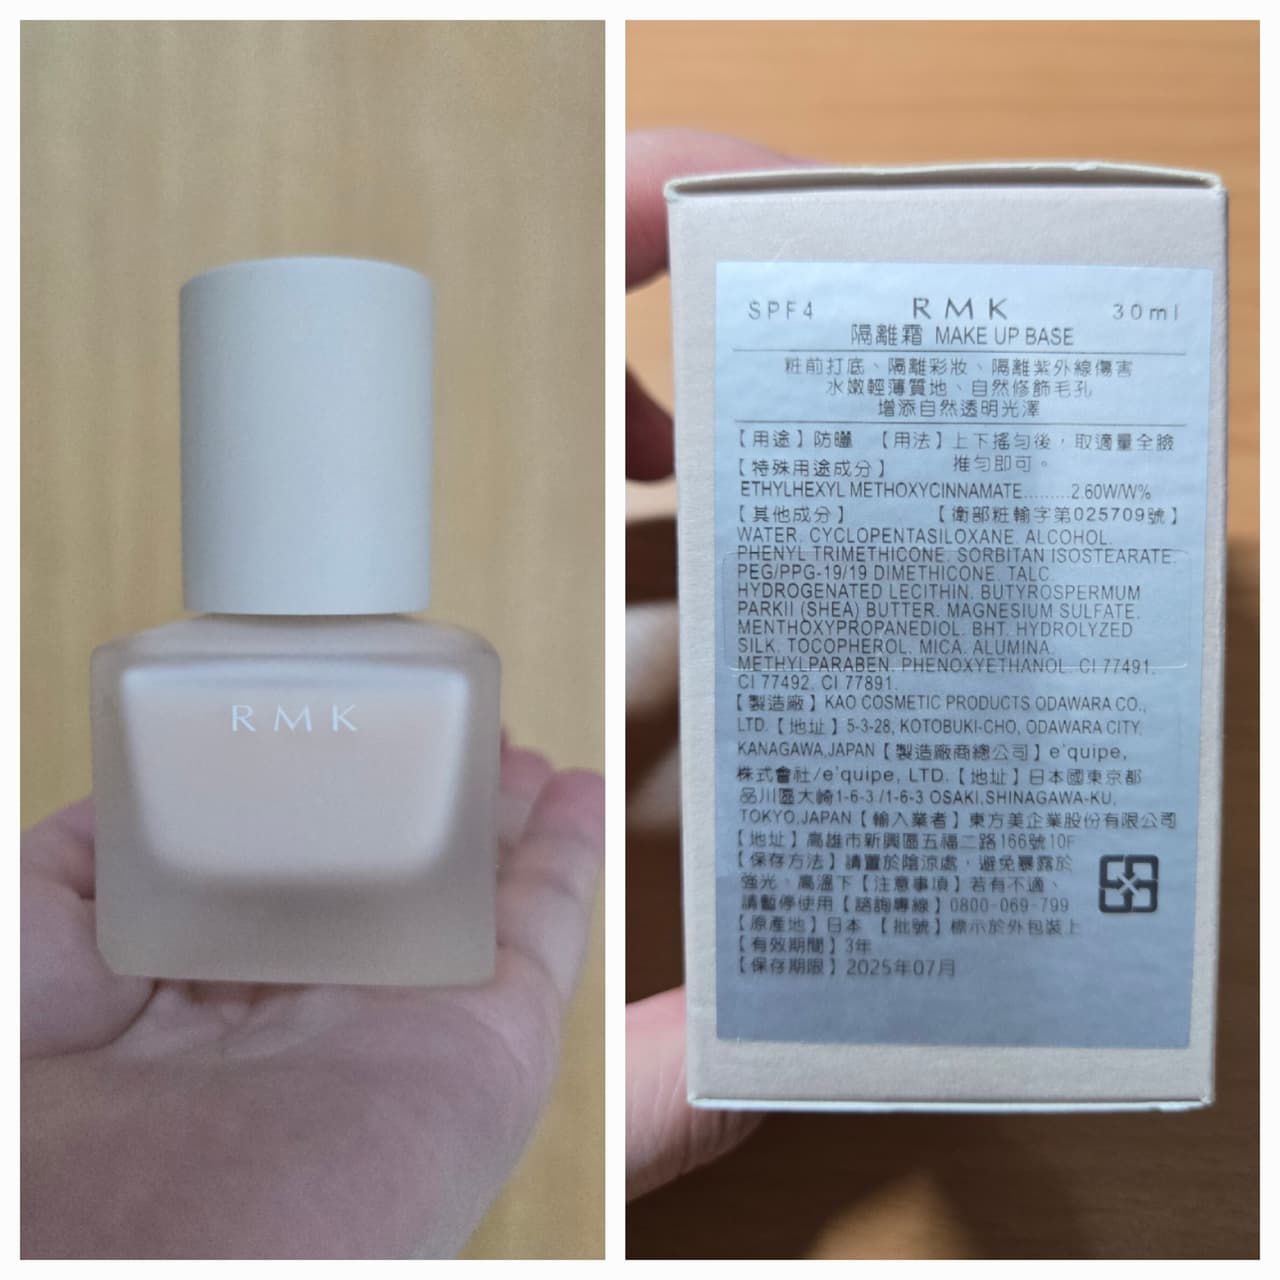 RMK
SPF4 RMK 30ml
隔離霜 MAKE UP BASE
粧前打底、隔離彩妝、隔離紫外線傷害
水嫩輕薄質地、自然修飾毛孔
增添自然透明光澤
【用途】防曬 【用法】上下搖勻後，取適量全臉
【特殊用途成分】 推勻即可。
ETHYLHEXYL METHOXYCINNAMATE........2.60W/W%
【其他成分】 【衛部粧輸字第025709號】
WATER. CYCLOPENTASILOXANE. ALCOHOL.
PHENYL TRIMETHICONE. SORBITAN ISOSTEARATE.
PEG/PPG-19/19 DIMETHICONE. TALC.
HYDROGENATED LECITHIN. BUTYROSPERMUM
PARKII (SHEA) BUTTER. MAGNESIUM SULFATE.
MENTHOXYPROPANEDIOL. BHT. HYDROLYZED
SILK. TOCOPHEROL. MICA. ALUMINA.
METHYLPARABEN. PHENOXYETHANOL. CI 77491.
CI 77492. CI 77891.
【製造廠】KAO COSMETIC PRODUCTS ODAWARA CO.,
LTD.【地址】5-3-28, KOTOBUKI-CHO, ODAWARA CITY,
KANAGAWA,JAPAN【製造廠商總公司】e'quipe,
株式會社/e'quipe, LTD.【地址】日本國東京都
品川區大崎1-6-3 /1-6-3 OSAKI,SHINAGAWA-KU,
TOKYO,JAPAN【輸入業者】東方美企業股份有限公司
【地址】高雄市新興區五福二路166號10F
【保存方法】請置於陰涼處，避免暴露於
強光、高溫下【注意事項】若有不適、
請暫停使用【諮詢專線】0800-069-799
【原產地】日本 【批號】標示於外包裝上
【有效期間】3年
【保存期限】2025年07月